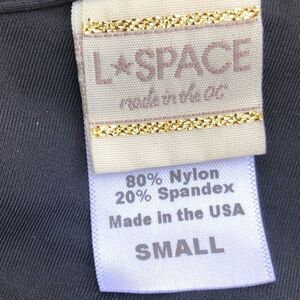 L★SPACE
made in the OC
80% Nylon
20% Spandex
Made in the USA
SMALL